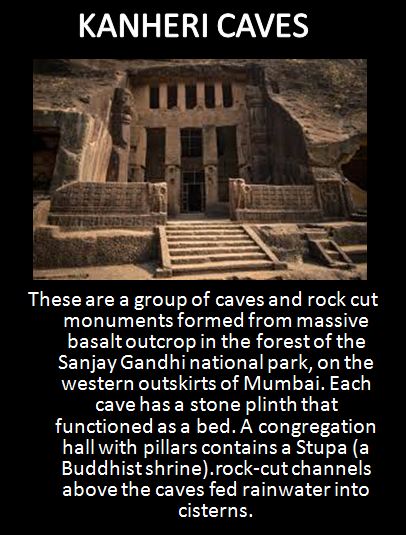 KANHERI CAVES
These are a group of caves and rock cut
monuments formed from massive
basalt outcrop in the forest of the
Sanjay Gandhi national park, on the
western outskirts of Mumbai. Each
cave has a stone plinth that
functioned as a bed. A congregation
hall with pillars contains a Stupa (a
Buddhist shrine).rock-cut channels
above the caves fed rainwater into
cisterns.